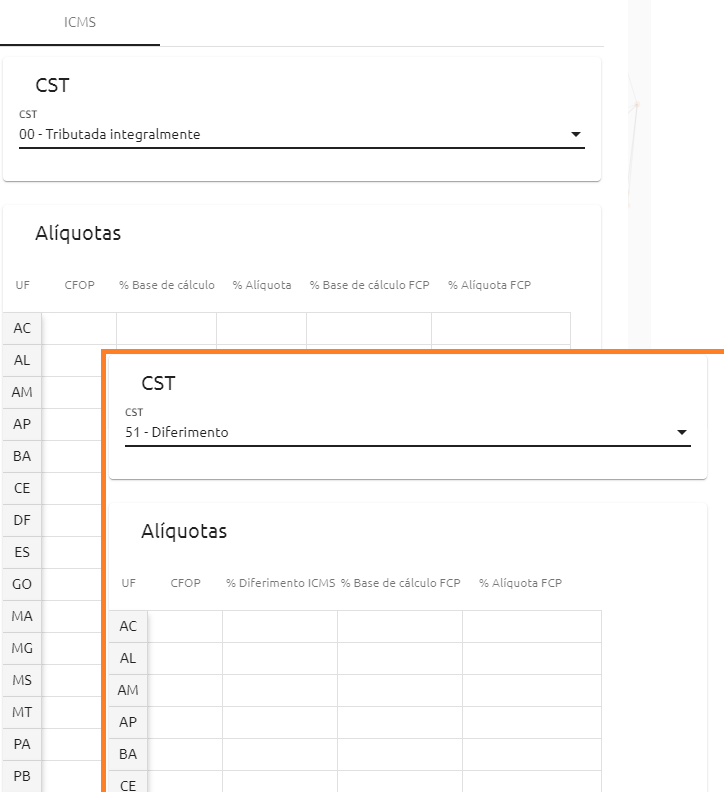 ICMS
CST
CST
00 - Tributada integralmente
Alíquotas
UF CFOP % Base de cálculo % Alíquota % Base de cálculo FCP % Alíquota FCP
AC
AL
AM
AP
BA
CE
DF
ES
GO
MA
MG
MS
MT
PA
PB
CST
CST
51 - Diferimento
Alíquotas
UF CFOP % Diferimento ICMS % Base de cálculo FCP % Alíquota FCP
AC
AL
AM
AP
BA
CE